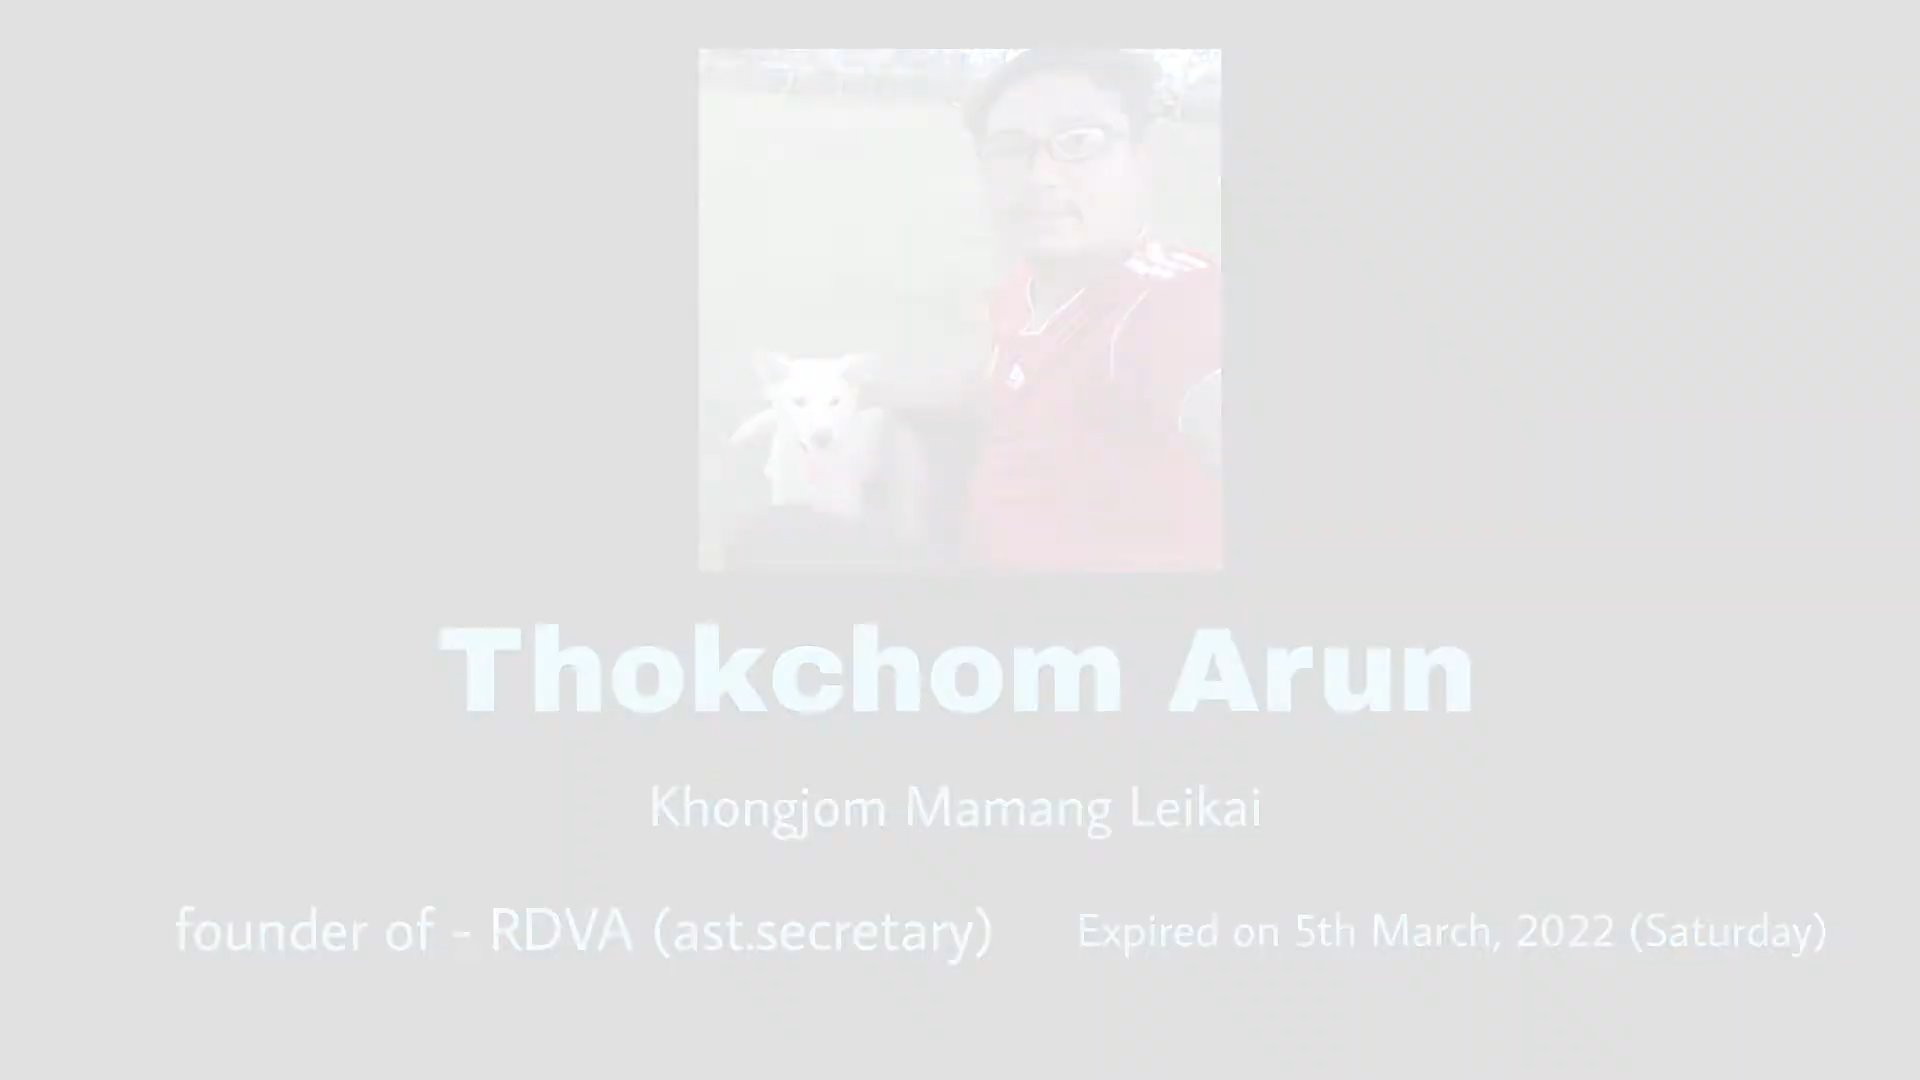 Thokchom Arun
Khongjom Mamang Leikai
founder of - RDVA (ast.secretary)
Expired on 5th March, 2022 (Saturday)